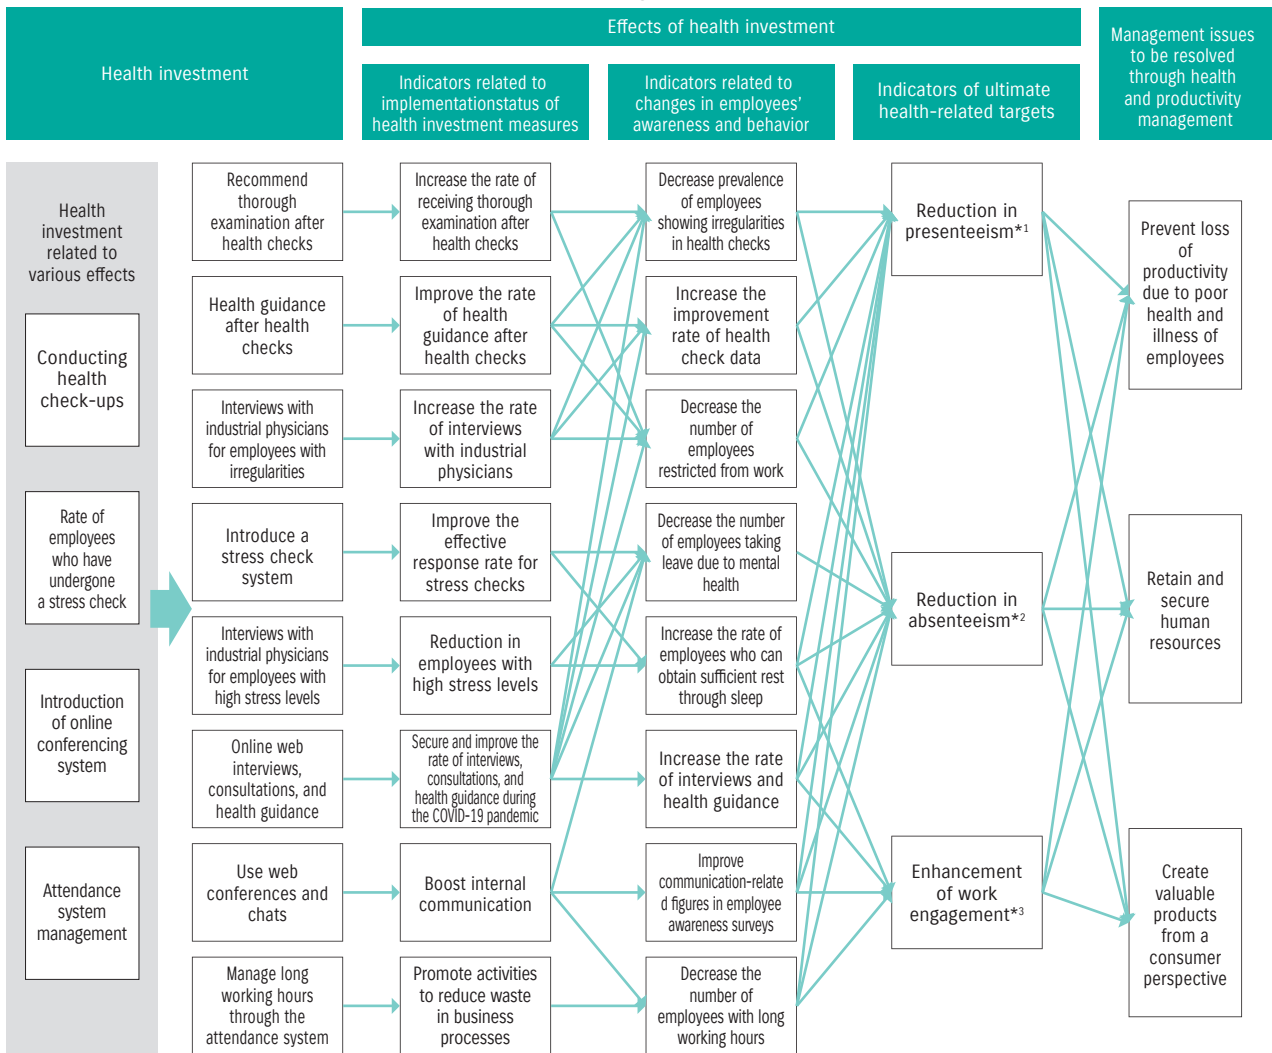 Health investment
Effects of health investment
Indicators related to
implementationstatus of
health investment measures
Indicators related to
changes in employees'
awareness and behavior
Indicators of ultimate
health-related targets
Management issues
to be resolved
through health
and productivity
management
Health
investment
related to
various effects
Conducting
health
check-ups
Rate of
employees
who have
undergone
a stress check
Introduction
of online
conferencing
system
Attendance
system
management
Recommend
thorough
examination after
health checks
Health guidance
after health
checks
Interviews with
industrial physicians
for employees with
irregularities
Introduce a
stress check
system
Interviews with
industrial physicians
for employees with
high stress levels
Online web
interviews,
consultations, and
health guidance
Use web
conferences and
chats
Manage long
working hours
through the
attendance system
Increase the rate of
receiving thorough
examination after
health checks
Improve the rate
of health
guidance after
health checks
Increase the rate
of interviews
with industrial
physicians
Improve the
effective
response rate for
stress checks
Reduction in
employees with
high stress levels
Secure and improve the
rate of interviews,
consultations, and
health guidance during
the COVID-19 pandemic
Boost internal
communication
Promote activities
to reduce waste
in business
processes
Decrease prevalence
of employees
showing irregularities
in health checks
Increase the
improvement
rate of health
check data
Decrease the
number of
employees
restricted from work
Decrease the number
of employees taking
leave due to mental
health
Increase the rate of
employees who can
obtain sufficient rest
through sleep
Increase the rate
of interviews and
health guidance
Improve
communication-relate
d figures in employee
awareness surveys
Decrease the
number of
employees with long
working hours
Reduction in
presenteeism*1
Reduction in
absenteeism*2
Enhancement
of work
engagement*3
Prevent loss
of
productivity
due to poor
health and
illness of
employees
Retain and
secure
human
resources
Create
valuable
products
from a
consumer
perspective